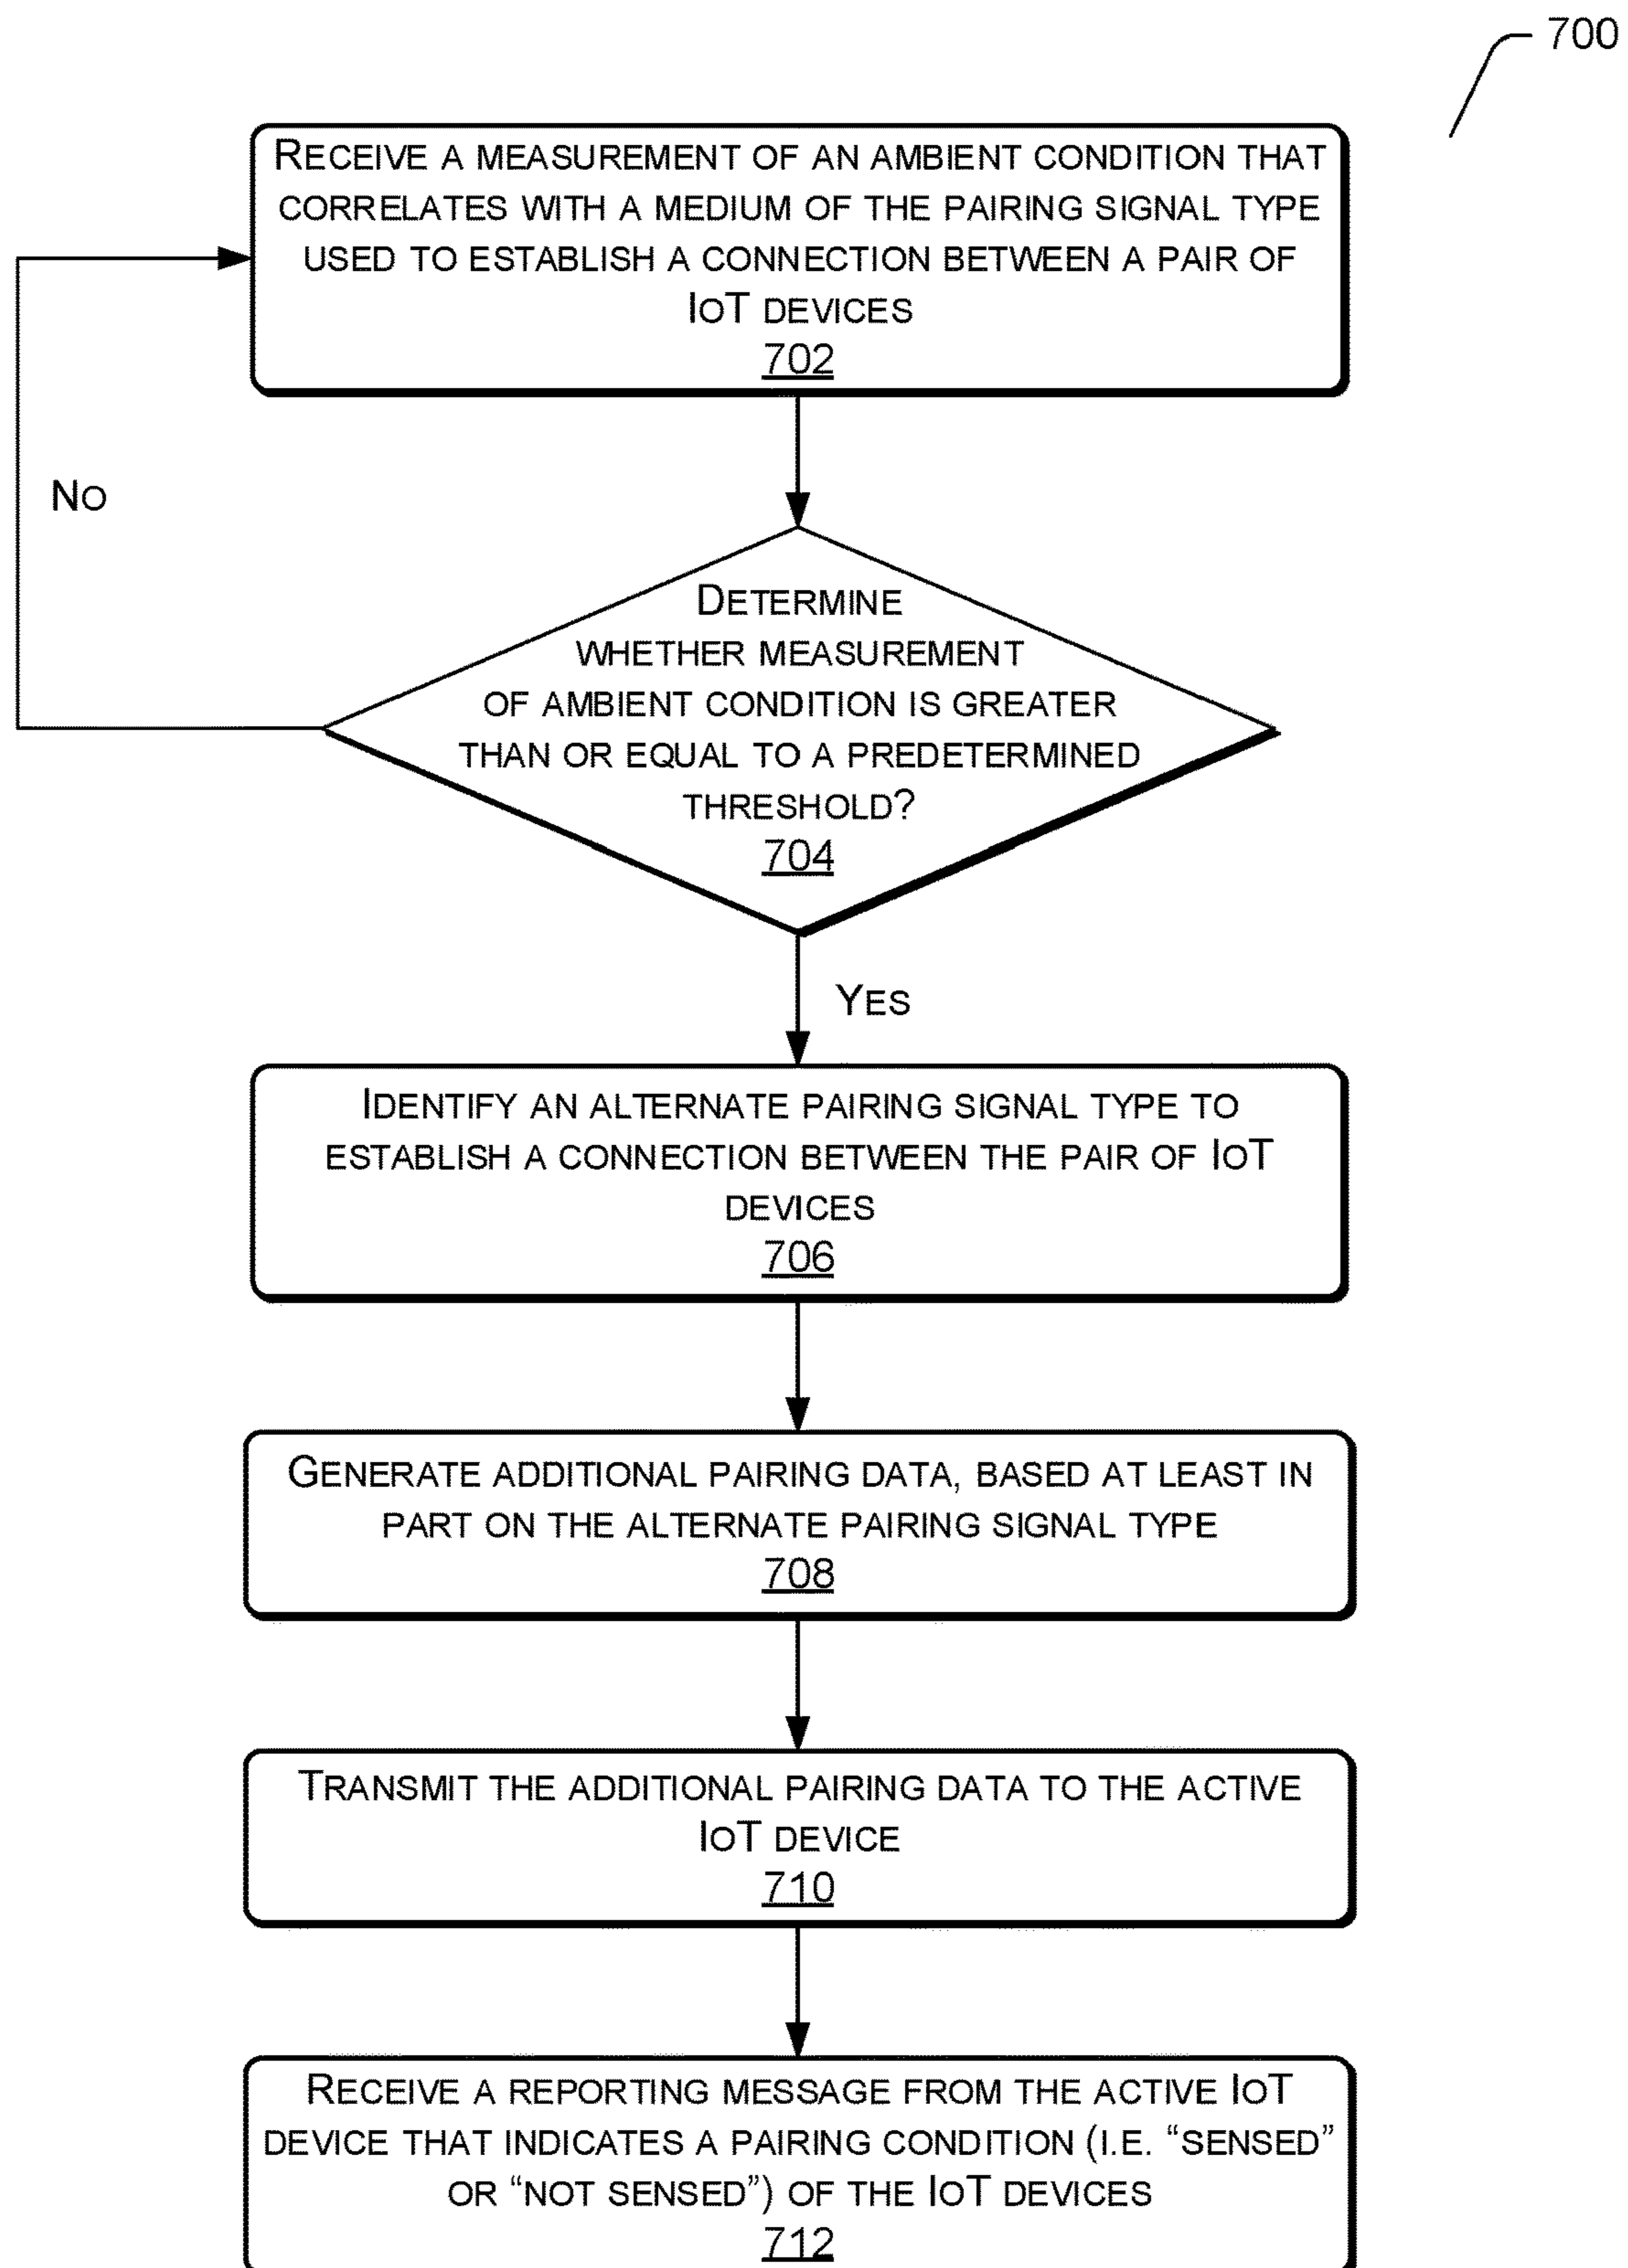 700
RECEIVE A MEASUREMENT OF AN AMBIENT CONDITION THAT
CORRELATES WITH A MEDIUM OF THE PAIRING SIGNAL TYPE
USED TO ESTABLISH A CONNECTION BETWEEN A PAIR OF
IOT DEVICES
702
NO
DETERMINE
WHETHER MEASUREMENT
OF AMBIENT CONDITION IS GREATER
THAN OR EQUAL TO A PREDETERMINED
THRESHOLD?
704
YES
IDENTIFY AN ALTERNATE PAIRING SIGNAL TYPE TO
ESTABLISH A CONNECTION BETWEEN THE PAIR OF IOT
DEVICES
706
GENERATE ADDITIONAL PAIRING DATA, BASED AT LEAST IN
PART ON THE ALTERNATE PAIRING SIGNAL TYPE
708
TRANSMIT THE ADDITIONAL PAIRING DATA TO THE ACTIVE
IOT DEVICE
710
RECEIVE A REPORTING MESSAGE FROM THE ACTIVE IOT
DEVICE THAT INDICATES A PAIRING CONDITION (I.E. “SENSED”
OR “NOT SENSED”) OF THE IOT DEVICES
712